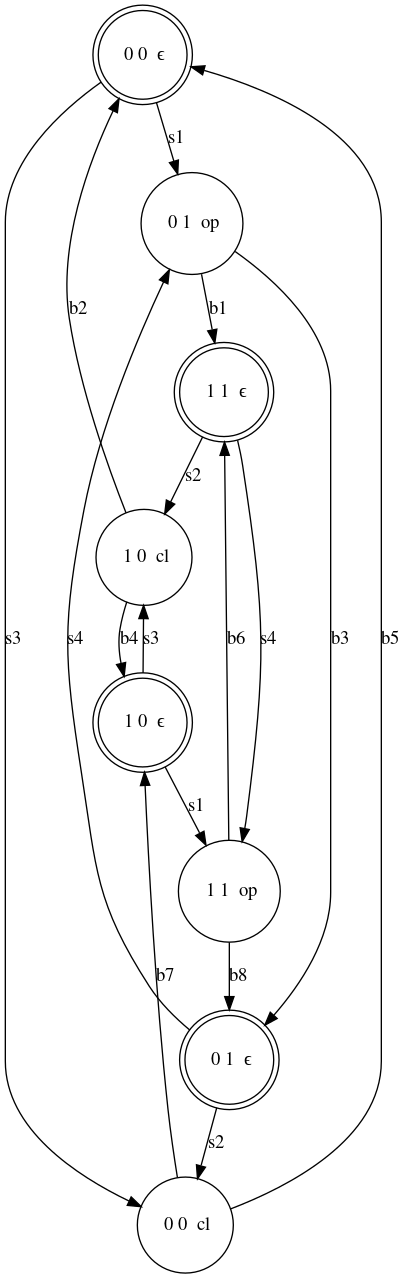 0 0 ϵ
s1
0 1 op
b2
b1
1 1 ϵ
s2
1 0 cl
s3
s4
b4
s3
b6
s4
b3
b5
1 0 ϵ
s1
1 1 op
b7
b8
0 1 ϵ
s2
0 0 cl